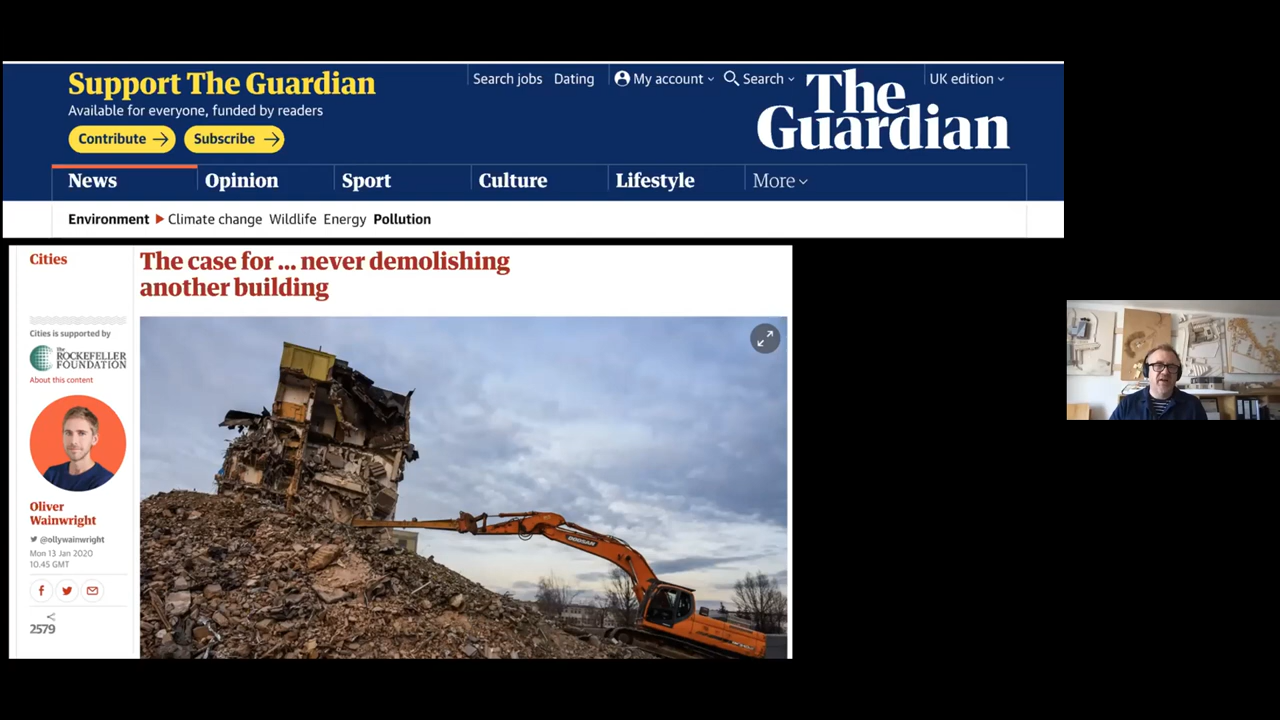 Support The Guardian
Available for everyone, funded by readers
Contribute
Subscribe
Search jobs Dating My account Search UK edition
The Guardian
News Opinion Sport Culture Lifestyle More
Environment Climate change Wildlife Energy Pollution
Cities
The case for ... never demolishing
another building
Cities is supported by
The
ROCKEFELLER
FOUNDATION
About this content
Oliver
Wainwright
@ollywainwright
Mon 13 Jan 2020
10.45 GMT
2579
DOOSAN